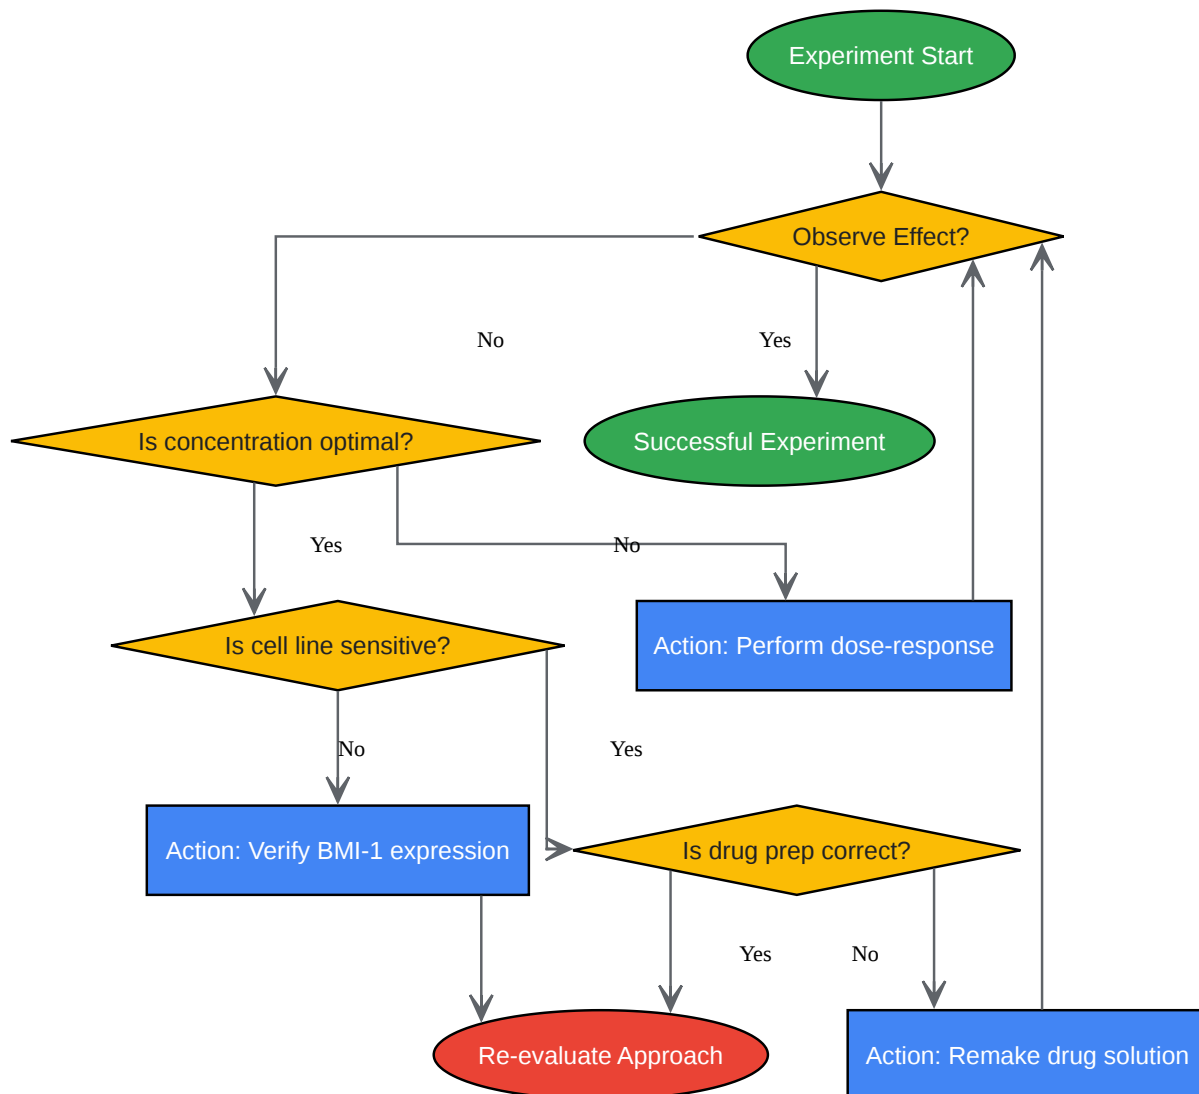 Experiment Start
Observe Effect?
No
Yes
Is concentration optimal?
Successful Experiment
Yes
No
Is cell line sensitive?
Action: Perform dose-response
No
Yes
Action: Verify BMI-1 expression
Is drug prep correct?
Yes
No
Re-evaluate Approach
Action: Remake drug solution